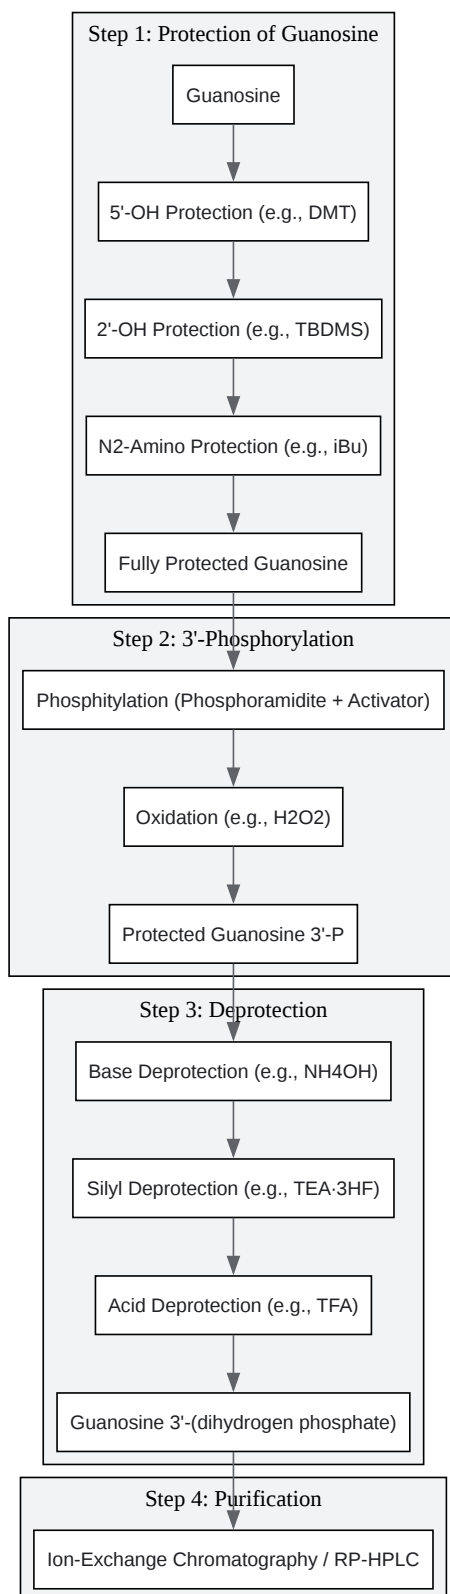 Step 1: Protection of Guanosine
Guanosine
5'-OH Protection (e.g., DMT)
2'-OH Protection (e.g., TBDMS)
N2-Amino Protection (e.g., iBu)
Fully Protected Guanosine
Step 2: 3'-Phosphorylation
Phosphitylation (Phosphoramidite + Activator)
Oxidation (e.g., H2O2)
Protected Guanosine 3'-P
Step 3: Deprotection
Base Deprotection (e.g., NH4OH)
Silyl Deprotection (e.g., TEA·3HF)
Acid Deprotection (e.g., TFA)
Guanosine 3'-(dihydrogen phosphate)
Step 4: Purification
Ion-Exchange Chromatography / RP-HPLC